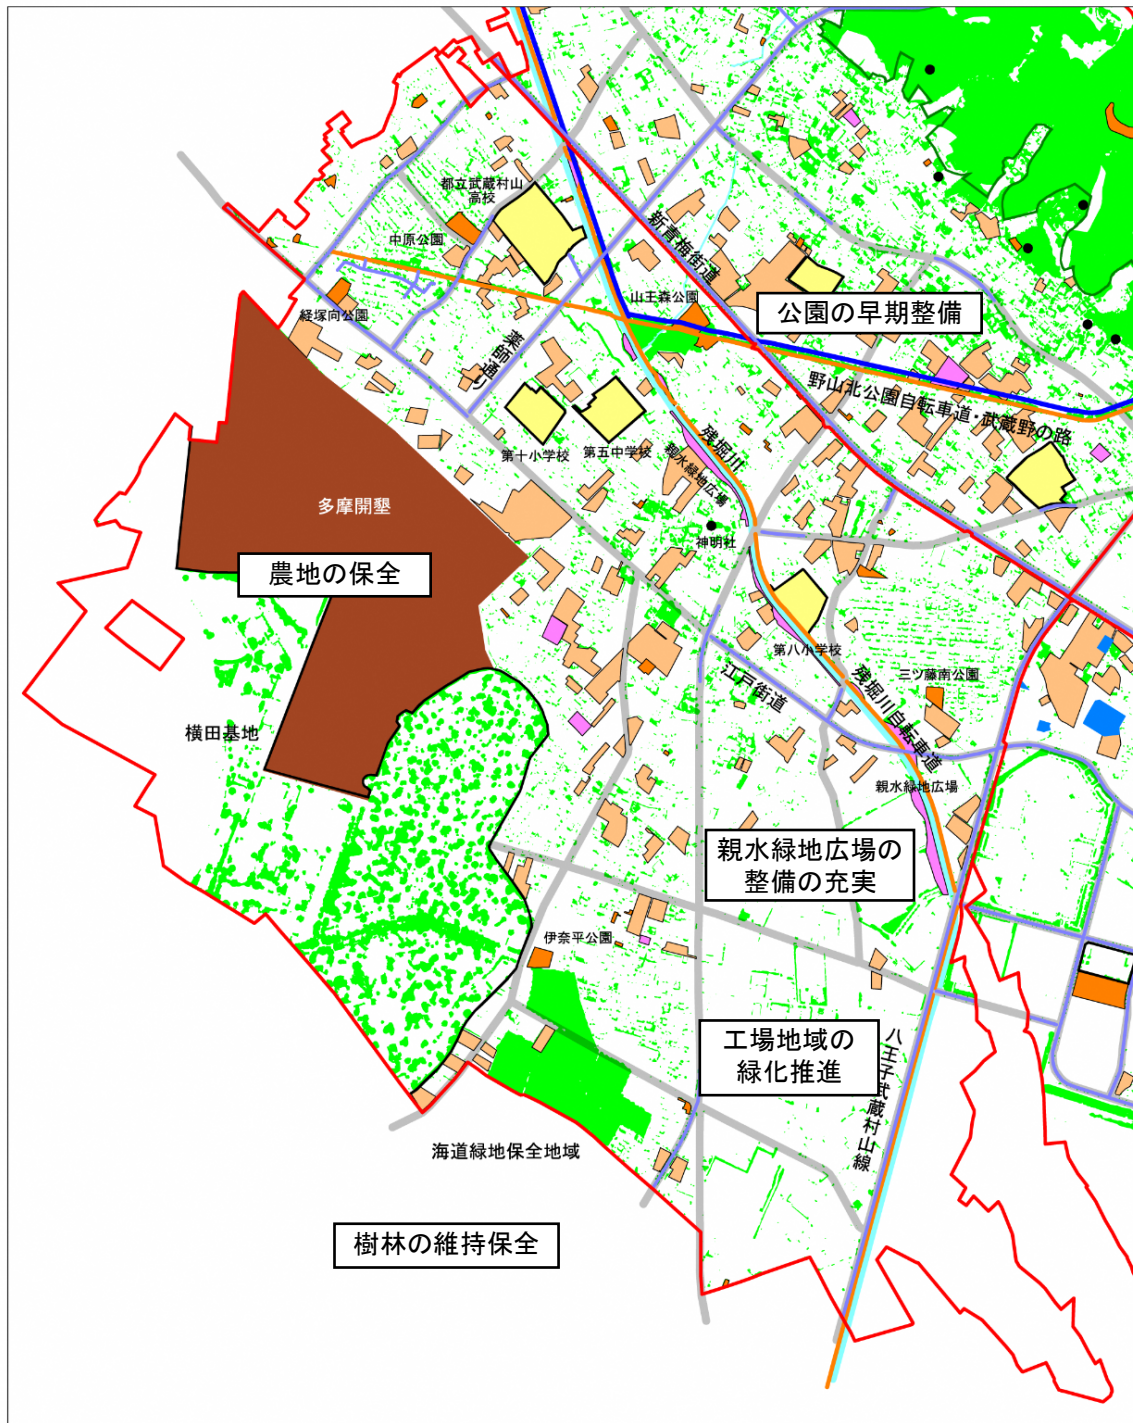 都立武蔵村山
高校
中原公園
新青梅街道
山王森公園
公園の早期整備
経塚向公園
薬師通り
野山北公園自転車道・武蔵野の路
残堀川
親水緑地広場
第十小学校
第五中学校
多摩開墾
神明社
農地の保全
第八小学校
江戸街道
残堀川自転車道
三ツ藤南公園
横田基地
親水緑地広場
親水緑地広場の
整備の充実
伊奈平公園
工場地域の
緑化推進
八王子武蔵村山線
海道緑地保全地域
樹林の維持保全